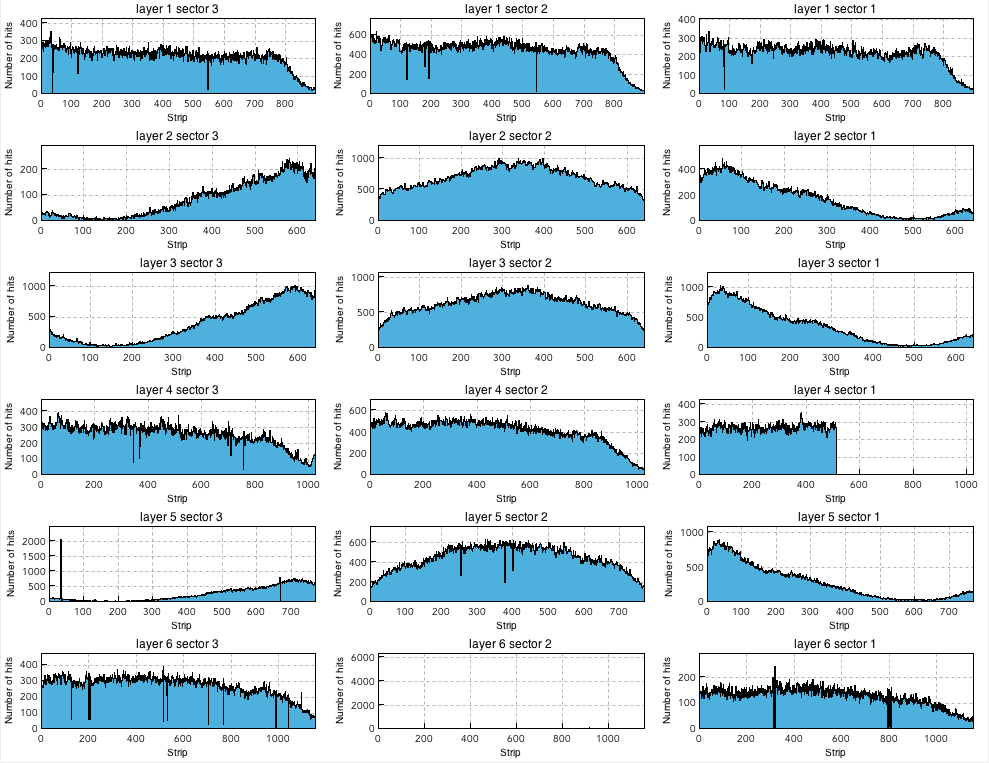 layer 1 sector 3
layer 1 sector 2
layer 1 sector 1
Number of hits
400
300
200
100
0
0 100 200 300 400 500 600 700 800
Strip
Number of hits
600
400
200
0
0 200 400 600 800
Strip
Number of hits
400
300
200
100
0
0 100 200 300 400 500 600 700 800
Strip
layer 2 sector 3
layer 2 sector 2
layer 2 sector 1
Number of hits
200
100
0
0 100 200 300 400 500 600
Strip
Number of hits
1000
500
0
0 200 400 600
Strip
Number of hits
400
200
0
0 100 200 300 400 500 600
Strip
layer 3 sector 3
layer 3 sector 2
layer 3 sector 1
Number of hits
1000
500
0
0 100 200 300 400 500 600
Strip
Number of hits
1000
500
0
0 100 200 300 400 500 600
Strip
Number of hits
1000
500
0
0 100 200 300 400 500 600
Strip
layer 4 sector 3
layer 4 sector 2
layer 4 sector 1
Number of hits
400
300
200
100
0
0 200 400 600 800 1000
Strip
Number of hits
600
400
200
0
0 200 400 600 800 1000
Strip
Number of hits
400
300
200
100
0
0 200 400 600 800 1000
Strip
layer 5 sector 3
layer 5 sector 2
layer 5 sector 1
Number of hits
2000
1500
1000
500
0
0 100 200 300 400 500 600 700
Strip
Number of hits
600
400
200
0
0 100 200 300 400 500 600 700
Strip
Number of hits
1000
500
0
0 100 200 300 400 500 600 700
Strip
layer 6 sector 3
layer 6 sector 2
layer 6 sector 1
Number of hits
400
300
200
100
0
0 200 400 600 800 1000
Strip
Number of hits
6000
4000
2000
0
0 200 400 600 800 1000
Strip
Number of hits
200
100
0
0 200 400 600 800 1000
Strip